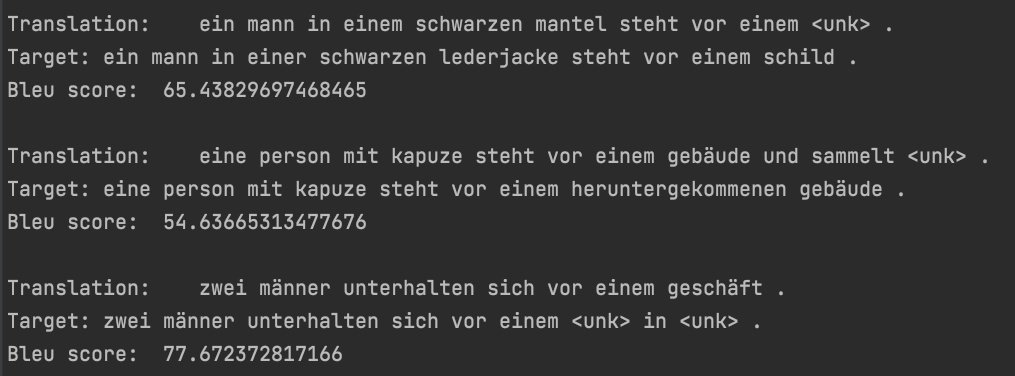 Translation:    ein mann in einem schwarzen mantel steht vor einem <unk> .
Target: ein mann in einer schwarzen lederjacke steht vor einem schild .
Bleu score:  65.43829697468465
Translation:    eine person mit kapuze steht vor einem gebäude und sammelt <unk> .
Target: eine person mit kapuze steht vor einem heruntergekommenen gebäude .
Bleu score:  54.63665313477676
Translation:    zwei männer unterhalten sich vor einem geschäft .
Target: zwei männer unterhalten sich vor einem <unk> in <unk> .
Bleu score:  77.672372817166